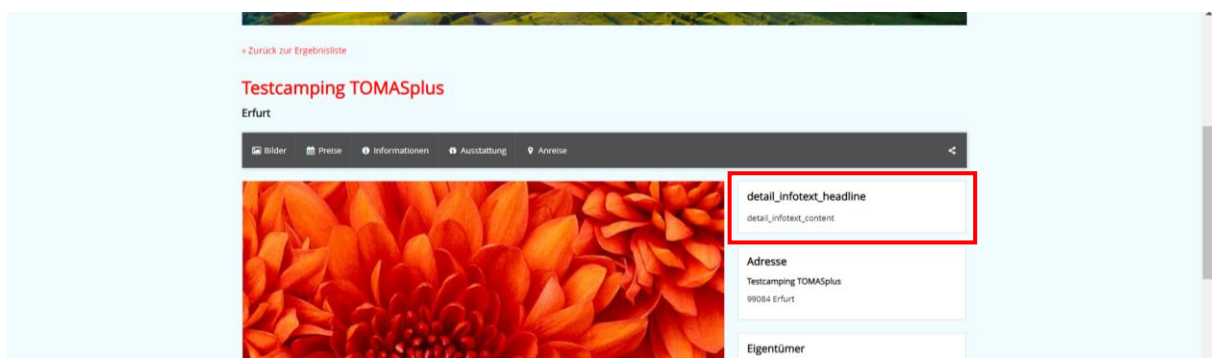 « Zurück zur Ergebnisliste
Testcamping TOMASplus
Erfurt
Bilder Preise Informationen Ausstattung Anreise
detail_infotext_headline
detail_infotext_content
Adresse
Testcamping TOMASplus
99084 Erfurt
Eigentümer